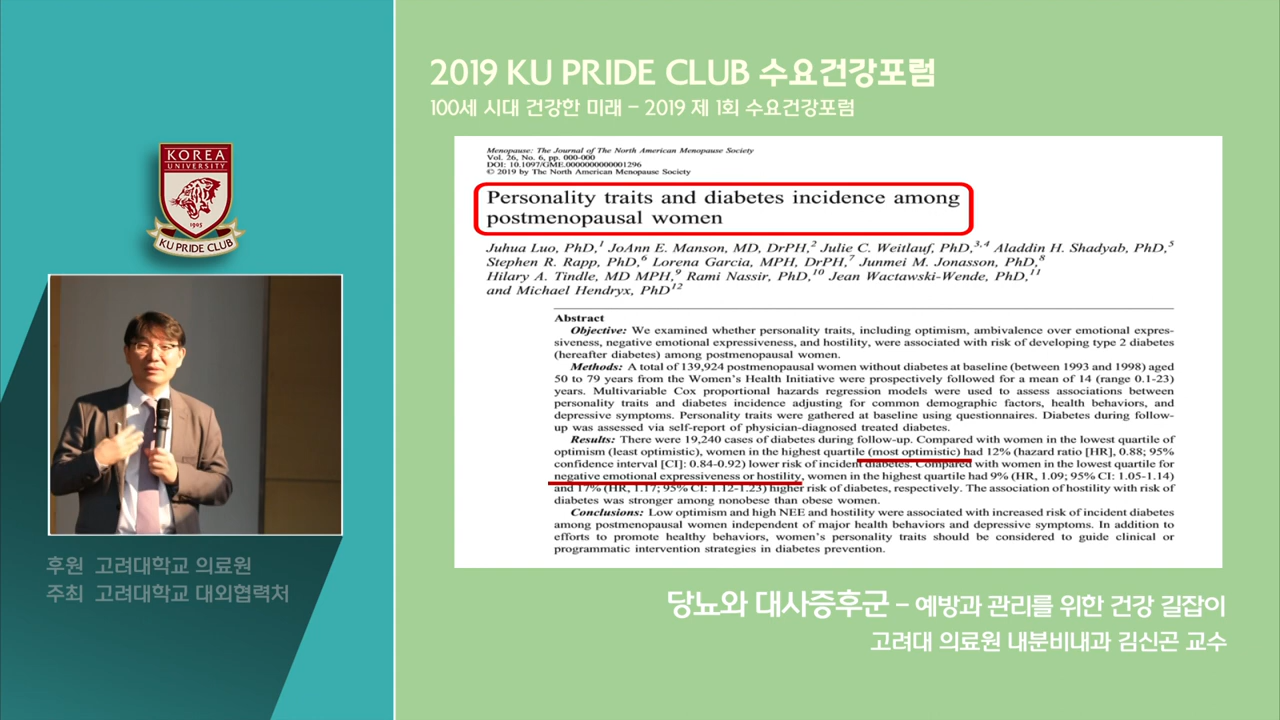 KOREA
UNIVERSITY
1905
KU PRIDE CLUB
후원 고려대학교 의료원
주최 고려대학교 대외협력처
2019 KU PRIDE CLUB 수요건강포럼
100세 시대 건강한 미래 – 2019 제 1회 수요건강포럼
Menopause: The Journal of The North American Menopause Society
Vol. 26, No. 6, pp. 000-000
DOI: 10.1097/GME.0000000000001296
© 2019 by The North American Menopause Society
Personality traits and diabetes incidence among
postmenopausal women
Juhua Luo, PhD,1 JoAnn E. Manson, MD, DrPH,2 Julie C. Weitlauf, PhD,3,4 Aladdin H. Shadyab, PhD,5
Stephen R. Rapp, PhD,6 Lorena Garcia, MPH, DrPH,7 Junmei M. Jonasson, PhD,8
Hilary A. Tindle, MD MPH,9 Rami Nassir, PhD,10 Jean Wactawski-Wende, PhD,11
and Michael Hendryx, PhD12
Abstract
Objective: We examined whether personality traits, including optimism, ambivalence over emotional expres-
siveness, negative emotional expressiveness, and hostility, were associated with risk of developing type 2 diabetes
(hereafter diabetes) among postmenopausal women.
Methods: A total of 139,924 postmenopausal women without diabetes at baseline (between 1993 and 1998) aged
50 to 79 years from the Women's Health Initiative were prospectively followed for a mean of 14 (range 0.1-23)
years. Multivariable Cox proportional hazards regression models were used to assess associations between
personality traits and diabetes incidence adjusting for common demographic factors, health behaviors, and
depressive symptoms. Personality traits were gathered at baseline using questionnaires. Diabetes during follow-
up was assessed via self-report of physician-diagnosed treated diabetes.
Results: There were 19,240 cases of diabetes during follow-up. Compared with women in the lowest quartile of
optimism (least optimistic), women in the highest quartile (most optimistic) had 12% (hazard ratio [HR], 0.88; 95%
confidence interval [CI]: 0.84-0.92) lower risk of incident diabetes. Compared with women in the lowest quartile for
negative emotional expressiveness or hostility, women in the highest quartile had 9% (HR, 1.09; 95% CI: 1.05-1.14)
and 17% (HR, 1.17; 95% CI: 1.12-1.23) higher risk of diabetes, respectively. The association of hostility with risk of
diabetes was stronger among nonobese than obese women.
Conclusions: Low optimism and high NEE and hostility were associated with increased risk of incident diabetes
among postmenopausal women independent of major health behaviors and depressive symptoms. In addition to
efforts to promote healthy behaviors, women's personality traits should be considered to guide clinical or
programmatic intervention strategies in diabetes prevention.
당뇨와 대사증후군 – 예방과 관리를 위한 건강 길잡이
고려대 의료원 내분비내과 김신곤 교수